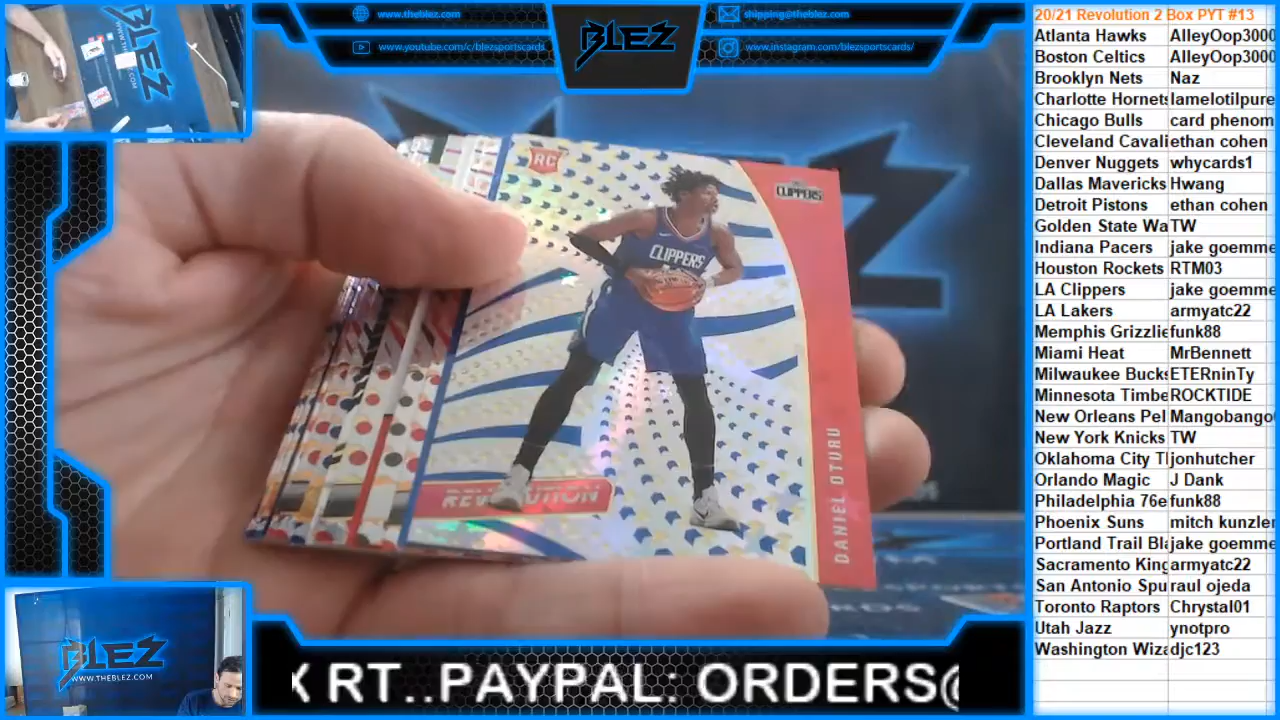 www.theblez.com
shipping@theblez.com
www.youtube.com/c/blezsportscards
www.instagram.com/blezsportscards/
BLEZ
BLEZ
RC
CLIPPERS
CLIPPERS
REVOLUTION
DANIEL OTURU
BLEZ
WWW.THEBLEZ.COM
X RT..PAYPAL: ORDERS@
20/21 Revolution 2 Box PYT #13
Atlanta Hawks AlleyOop3000
Boston Celtics AlleyOop3000
Brooklyn Nets Naz
Charlotte Hornets lamelotilpure
Chicago Bulls card phenom
Cleveland Cavali ethan cohen
Denver Nuggets whycards1
Dallas Mavericks Hwang
Detroit Pistons ethan cohen
Golden State Wa TW
Indiana Pacers jake goemme
Houston Rockets RTM03
LA Clippers jake goemme
LA Lakers armyatc22
Memphis Grizzlie funk88
Miami Heat MrBennett
Milwaukee Bucks ETERninTy
Minnesota Timbe ROCKTIDE
New Orleans Pel Mangobango
New York Knicks TW
Oklahoma City T jonhutcher
Orlando Magic J Dank
Philadelphia 76e funk88
Phoenix Suns mitch kunzler
Portland Trail Bla jake goemme
Sacramento King armyatc22
San Antonio Spu raul ojeda
Toronto Raptors Chrystal01
Utah Jazz ynotpro
Washington Wiza djc123